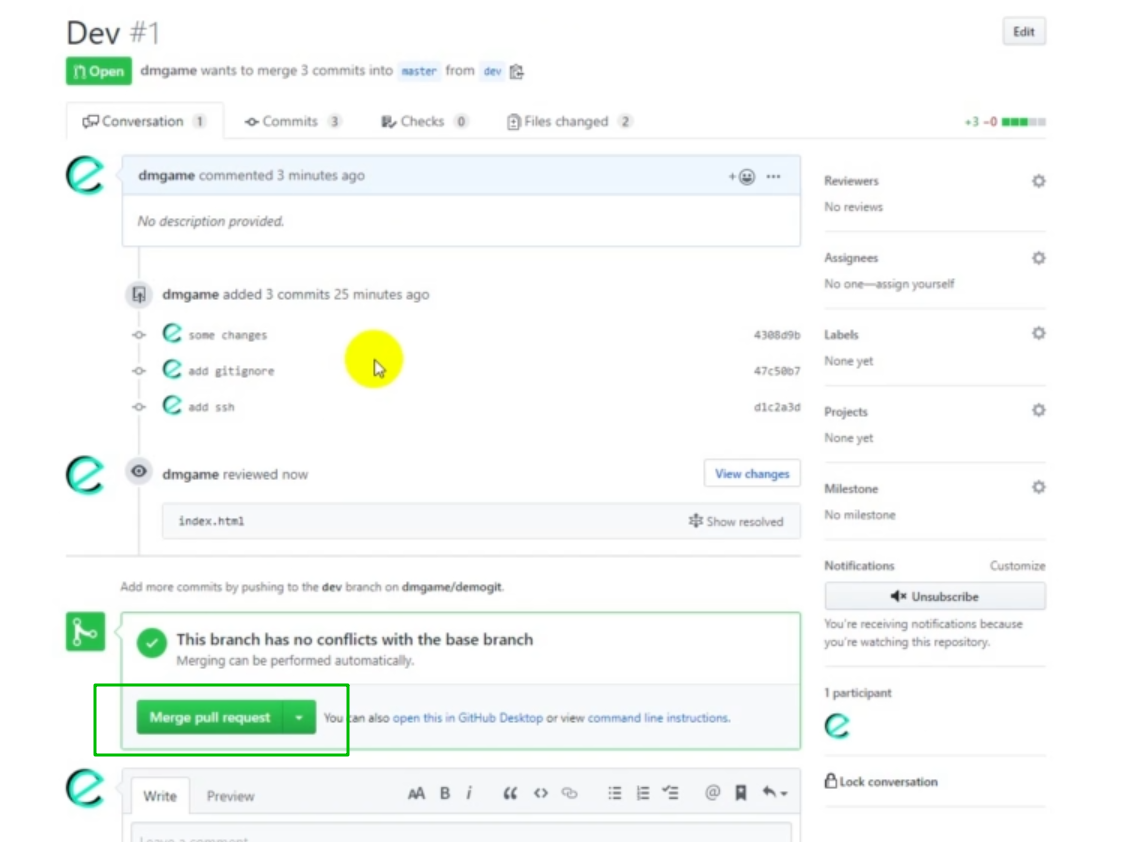 Dev #1
Edit
Open dmgame wants to merge 3 commits into master from dev
Conversation 1 Commits 3 Checks 0 Files changed 2
+3 −0
dmgame commented 3 minutes ago
No description provided.
dmgame added 3 commits 25 minutes ago
some changes 4308d9b
add gitignore 47c50b7
add ssh d1c2a3d
dmgame reviewed now
View changes
index.html Show resolved
Add more commits by pushing to the dev branch on dmgame/demogit.
This branch has no conflicts with the base branch
Merging can be performed automatically.
Merge pull request You can also open this in GitHub Desktop or view command line instructions.
Write Preview
AA B i
Leave a comment
Reviewers
No reviews
Assignees
No one—assign yourself
Labels
None yet
Projects
None yet
Milestone
No milestone
Notifications Customize
Unsubscribe
You're receiving notifications because
you're watching this repository.
1 participant
Lock conversation